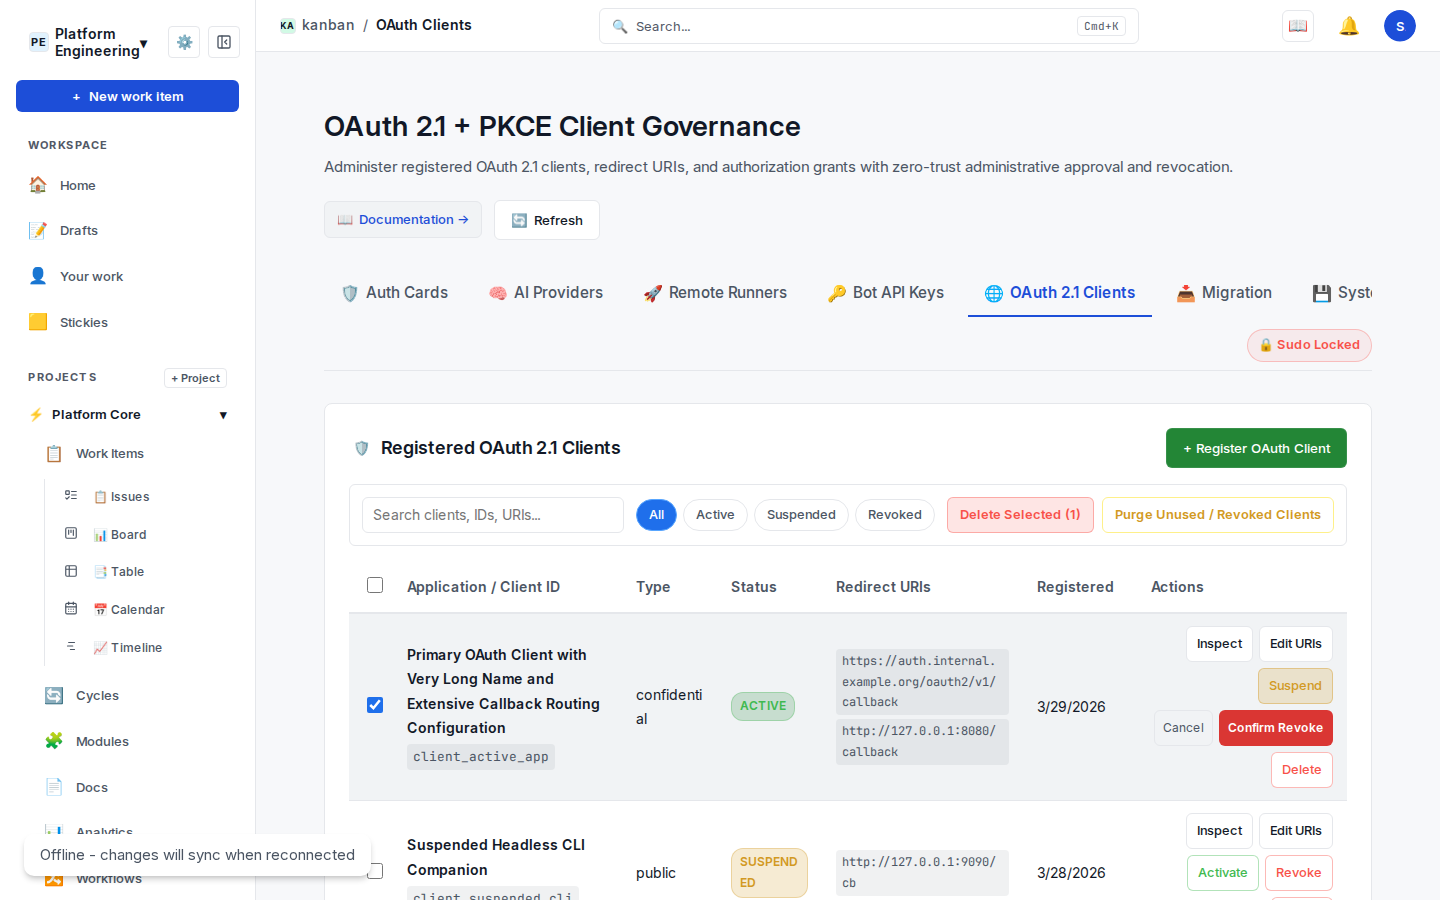 PE
Platform
Engineering▾
+ New work item
WORKSPACE
Home
Drafts
Your work
Stickies
PROJECTS
+ Project
Platform Core ▾
Work Items
Issues
Board
Table
Calendar
Timeline
Cycles
Modules
Docs
Analytics
Workflows
Offline - changes will sync when reconnected
KA kanban / OAuth Clients
Search...
Cmd+K
S
OAuth 2.1 + PKCE Client Governance
Administer registered OAuth 2.1 clients, redirect URIs, and authorization grants with zero-trust administrative approval and revocation.
Documentation →
Refresh
Auth Cards
AI Providers
Remote Runners
Bot API Keys
OAuth 2.1 Clients
Migration
Syst
Sudo Locked
Registered OAuth 2.1 Clients
+ Register OAuth Client
Search clients, IDs, URIs...
All
Active
Suspended
Revoked
Delete Selected (1)
Purge Unused / Revoked Clients
Application / Client ID
Type
Status
Redirect URIs
Registered
Actions
Primary OAuth Client with
Very Long Name and
Extensive Callback Routing
Configuration
client_active_app
confidenti
al
ACTIVE
https://auth.internal.
example.org/oauth2/v1/
callback
http://127.0.0.1:8080/
callback
3/29/2026
Inspect
Edit URIs
Suspend
Cancel
Confirm Revoke
Delete
Suspended Headless CLI
Companion
client_suspended_cli
public
SUSPEND
ED
http://127.0.0.1:9090/
cb
3/28/2026
Inspect
Edit URIs
Activate
Revoke